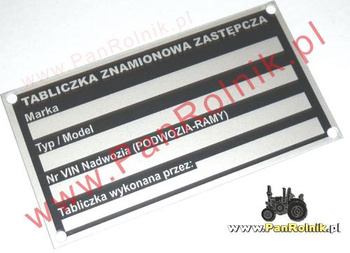 www.PanRolnik.pl
TABLICZKA ZNAMIONOWA ZASTĘPCZA
Marka
Typ / Model
Nr VIN Nadwozia (PODWOZIA-RAMY)
Tabliczka wykonana przez:
www.PanRolnik.pl
www.PanRolnik.pl